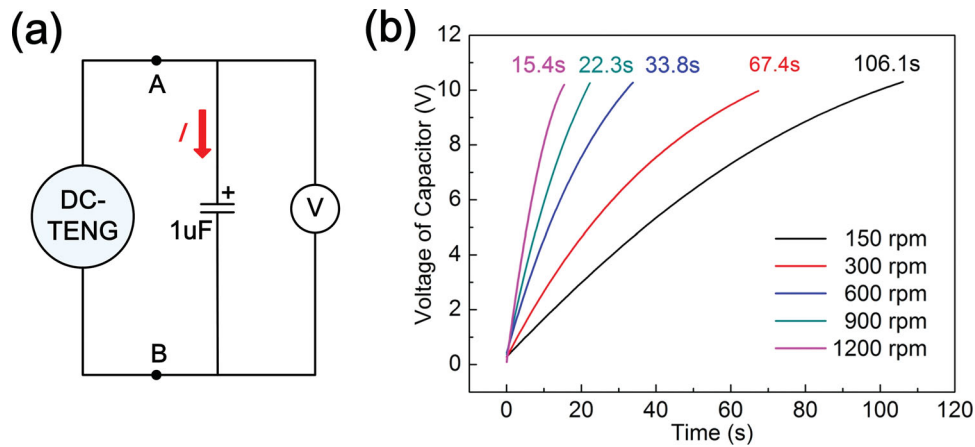 (a)
A
I
DC-
TENG
+
1uF
V
B
(b)
Voltage of Capacitor (V)
12
10
8
6
4
2
0
15.4s 22.3s 33.8s 67.4s 106.1s
150 rpm
300 rpm
600 rpm
900 rpm
1200 rpm
0 20 40 60 80 100 120
Time (s)